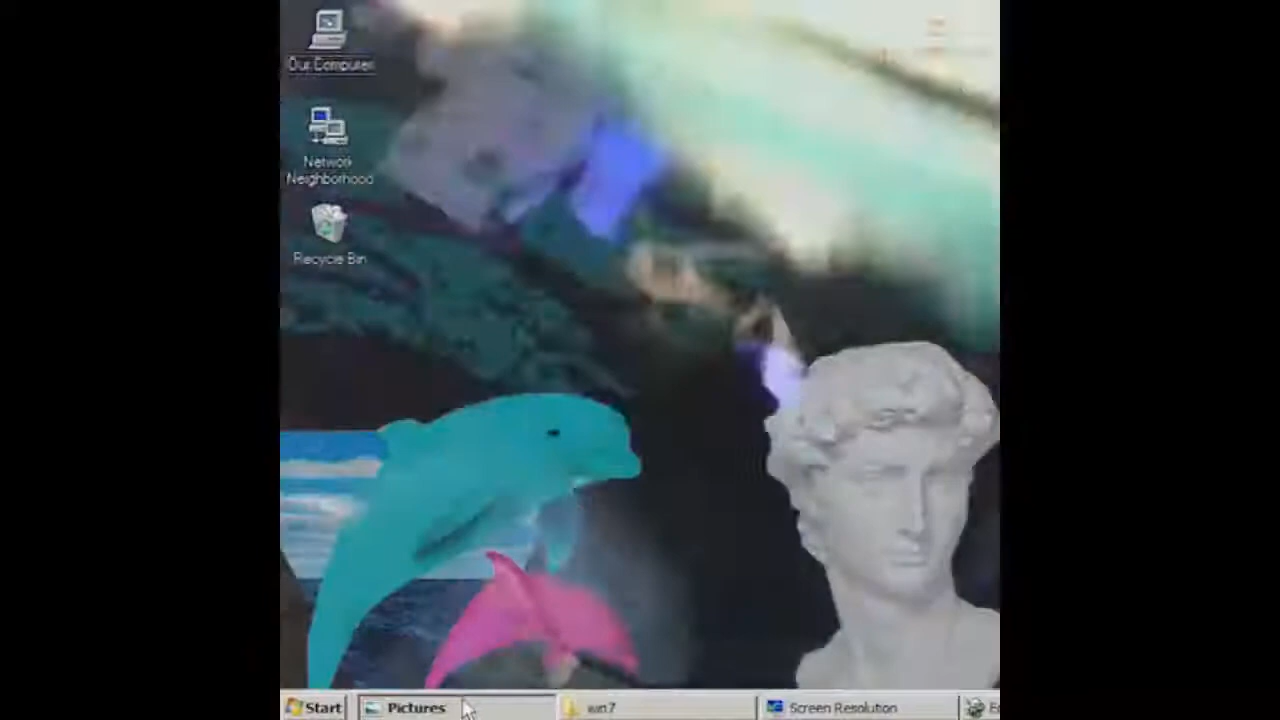 Our Computer
Network
Neighborhood
Recycle Bin
Start
Pictures
win7
Screen Resolution